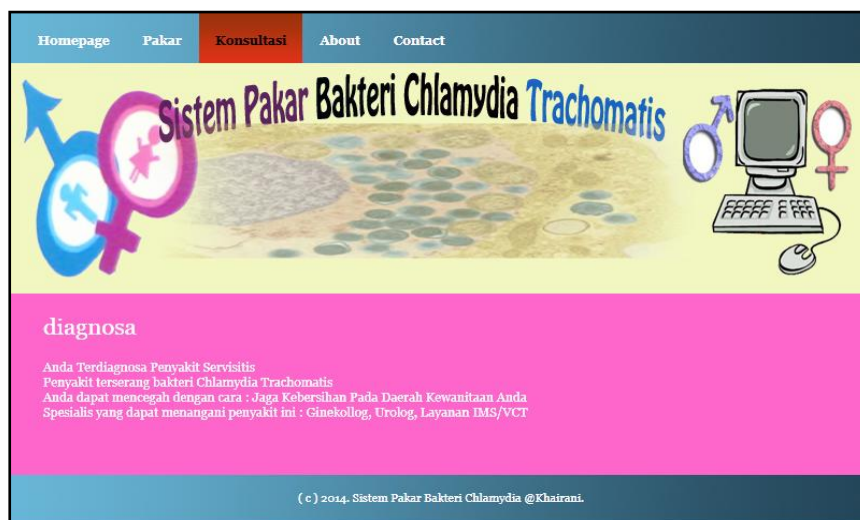 Homepage Pakar Konsultasi About Contact
Sistem Pakar Bakteri Chlamydia Trachomatis
diagnosa
Anda Terdiagnosa Penyakit Servisitis
Penyakit terserang bakteri Chlamydia Trachomatis
Anda dapat mencegah dengan cara : Jaga Kebersihan Pada Daerah Kewanitaan Anda
Spesialis yang dapat menangani penyakit ini : Ginekollog, Urolog, Layanan IMS/VCT
( c ) 2014. Sistem Pakar Bakteri Chlamydia @Khairani.